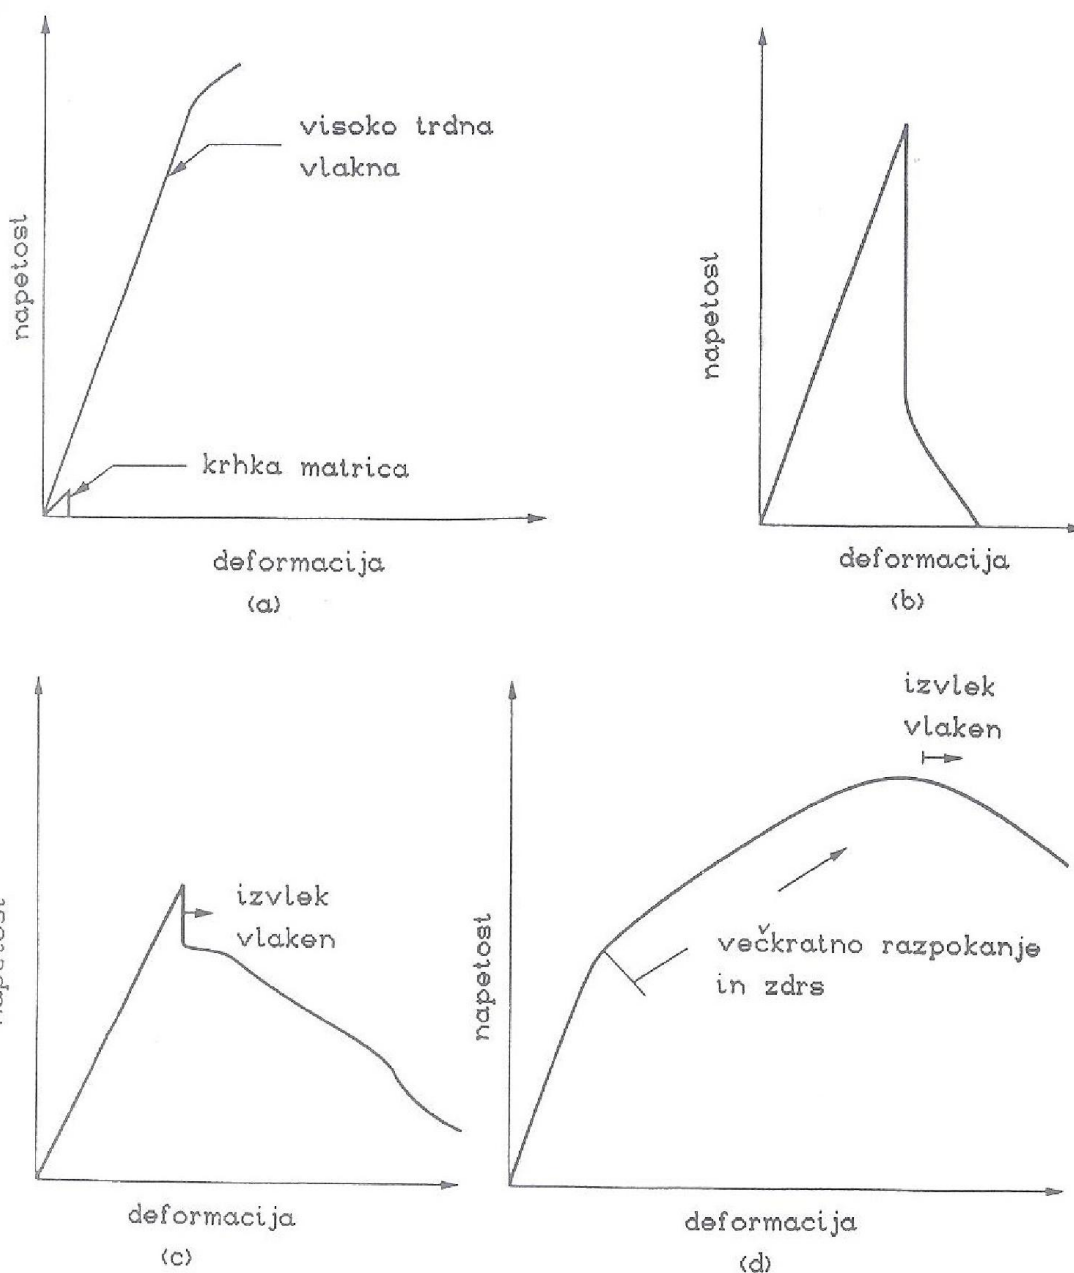 visoko trdna
vlakna
napetost
krhka matrica
deformacija
(a)
napetost
deformacija
(b)
izvlek
vlaken
deformacija
(c)
izvlek
vlaken
napetost
večkratno razpokanje
in zdrs
deformacija
(d)